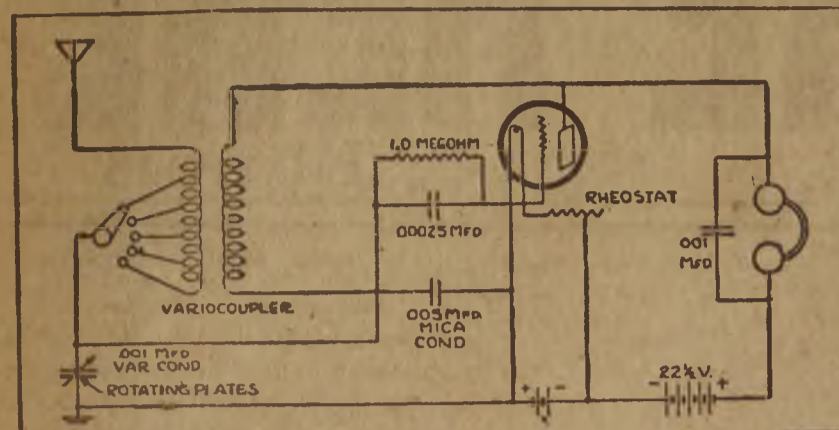 1.0 MEGOHM
RHEOSTAT
.00025 MFD
.001
MFD
VARIOCOUPLER
.005 MFD
MICA
COND
.001 MFD
VAR COND
ROTATING PLATES
+ -
22½ V.
- +